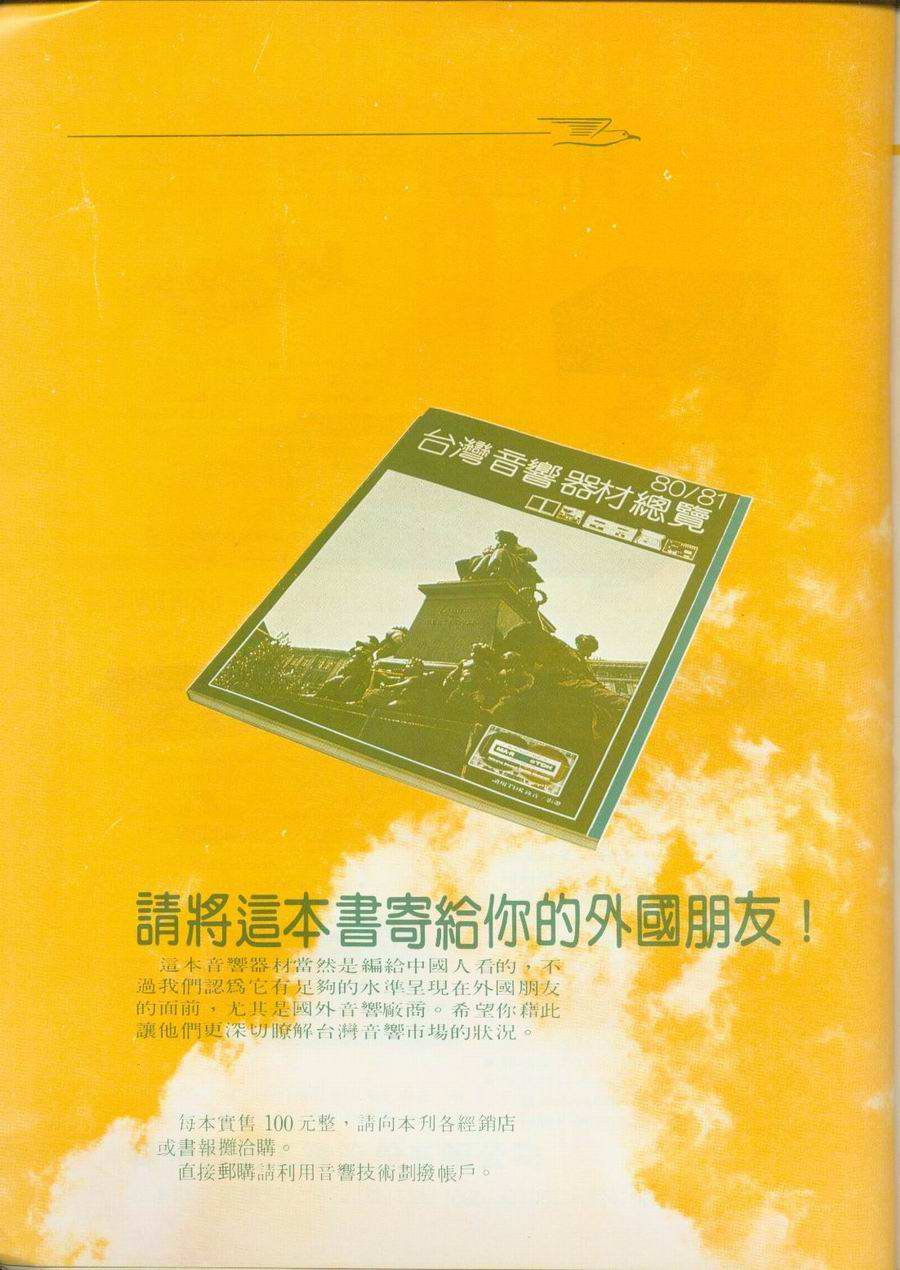 台灣音響器材總覽
80/81
MA-R
TDK
請將這本書寄給你的外國朋友！
這本音響器材當然是編給中國人看的，不
過我們認爲它有足夠的水準呈現在外國朋友
的面前，尤其是國外音響廠商。希望你藉此
讓他們更深切瞭解台灣音響市場的狀況。
每本實售 100 元整，請向本刊各經銷店
或書報攤洽購。
直接郵購請利用音響技術劃撥帳戶。